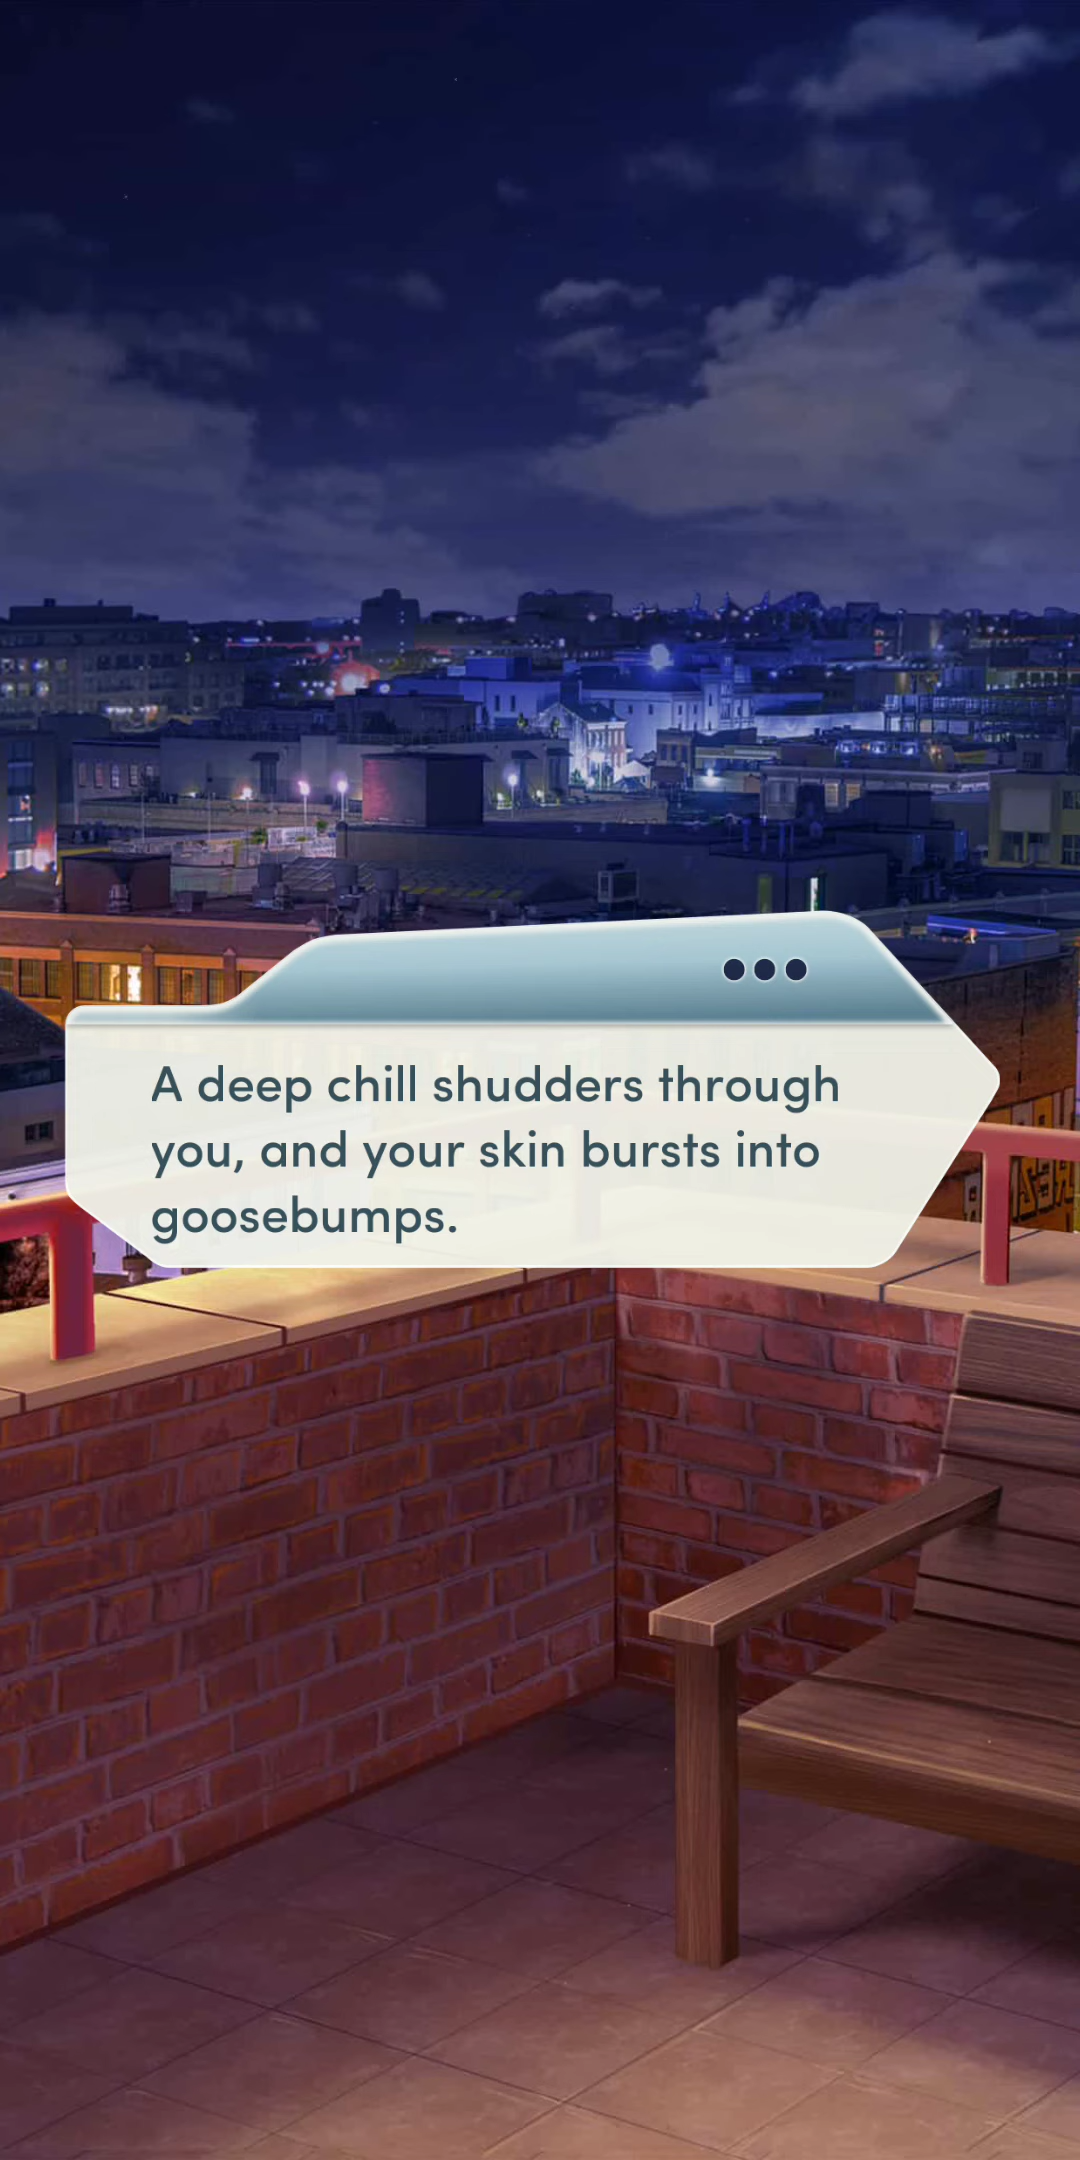 A deep chill shudders through
you, and your skin bursts into
goosebumps.